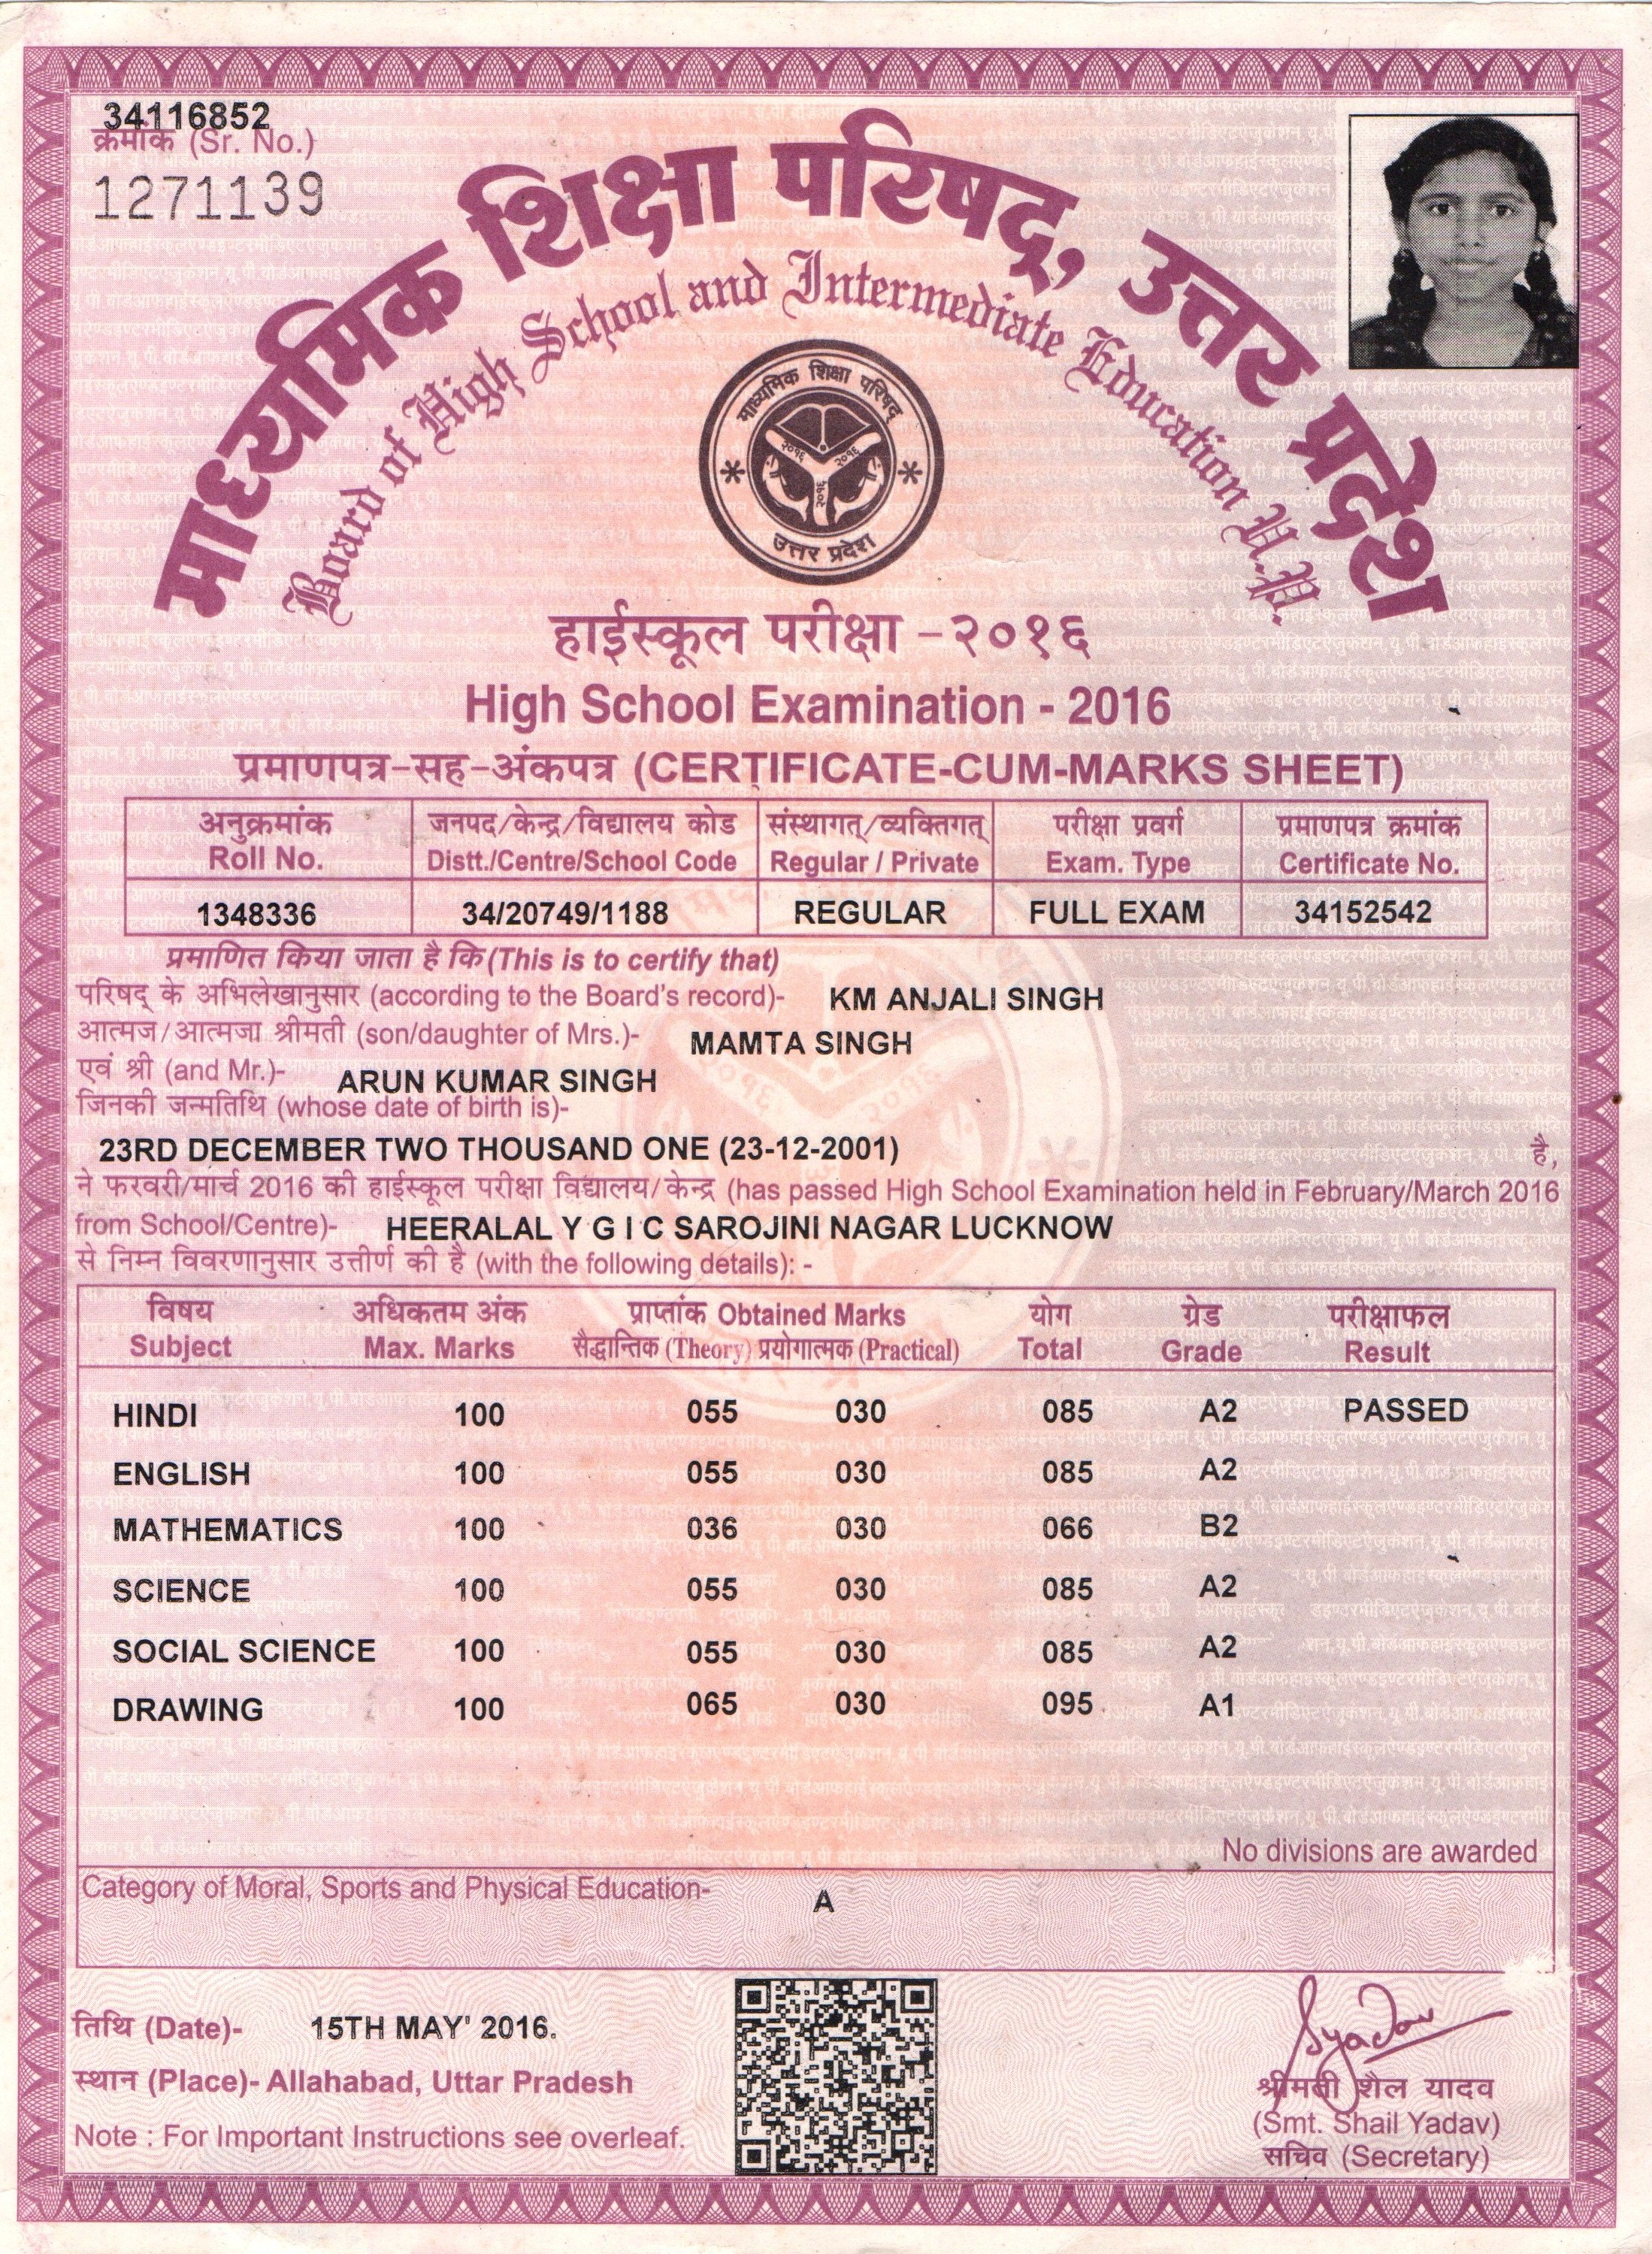 34116852
क्रमांक (Sr. No.)
1271139
माध्यमिक शिक्षा परिषद्, उत्तर प्रदेश
Board of High School and Intermediate Education U.P.
माध्यमिक शिक्षा परिषद्
२०१६ २०१६
२०१६
उत्तर प्रदेश
हाईस्कूल परीक्षा -२०१६
High School Examination - 2016
प्रमाणपत्र-सह-अंकपत्र (CERTIFICATE-CUM-MARKS SHEET)
अनुक्रमांक जनपद/केन्द्र/विद्यालय कोड संस्थागत्/व्यक्तिगत् परीक्षा प्रवर्ग प्रमाणपत्र क्रमांक
Roll No. Distt./Centre/School Code Regular / Private Exam. Type Certificate No.
1348336 34/20749/1188 REGULAR FULL EXAM 34152542
प्रमाणित किया जाता है कि (This is to certify that)
परिषद् के अभिलेखानुसार (according to the Board's record)- KM ANJALI SINGH
आत्मज/आत्मजा श्रीमती (son/daughter of Mrs.)- MAMTA SINGH
एवं श्री (and Mr.)- ARUN KUMAR SINGH
जिनकी जन्मतिथि (whose date of birth is)-
23RD DECEMBER TWO THOUSAND ONE (23-12-2001) है,
ने फरवरी/मार्च 2016 की हाईस्कूल परीक्षा विद्यालय/केन्द्र (has passed High School Examination held in February/March 2016
from School/Centre)- HEERALAL Y G I C SAROJINI NAGAR LUCKNOW
से निम्न विवरणानुसार उत्तीर्ण की है (with the following details): -
विषय अधिकतम अंक प्राप्तांक Obtained Marks योग ग्रेड परीक्षाफल
Subject Max. Marks सैद्धान्तिक (Theory) प्रयोगात्मक (Practical) Total Grade Result
HINDI 100 055 030 085 A2 PASSED
ENGLISH 100 055 030 085 A2
MATHEMATICS 100 036 030 066 B2
SCIENCE 100 055 030 085 A2
SOCIAL SCIENCE 100 055 030 085 A2
DRAWING 100 065 030 095 A1
No divisions are awarded
Category of Moral, Sports and Physical Education- A
तिथि (Date)- 15TH MAY' 2016.
स्थान (Place)- Allahabad, Uttar Pradesh
Note : For Important Instructions see overleaf.
Syadav
श्रीमती शैल यादव
(Smt. Shail Yadav)
सचिव (Secretary)